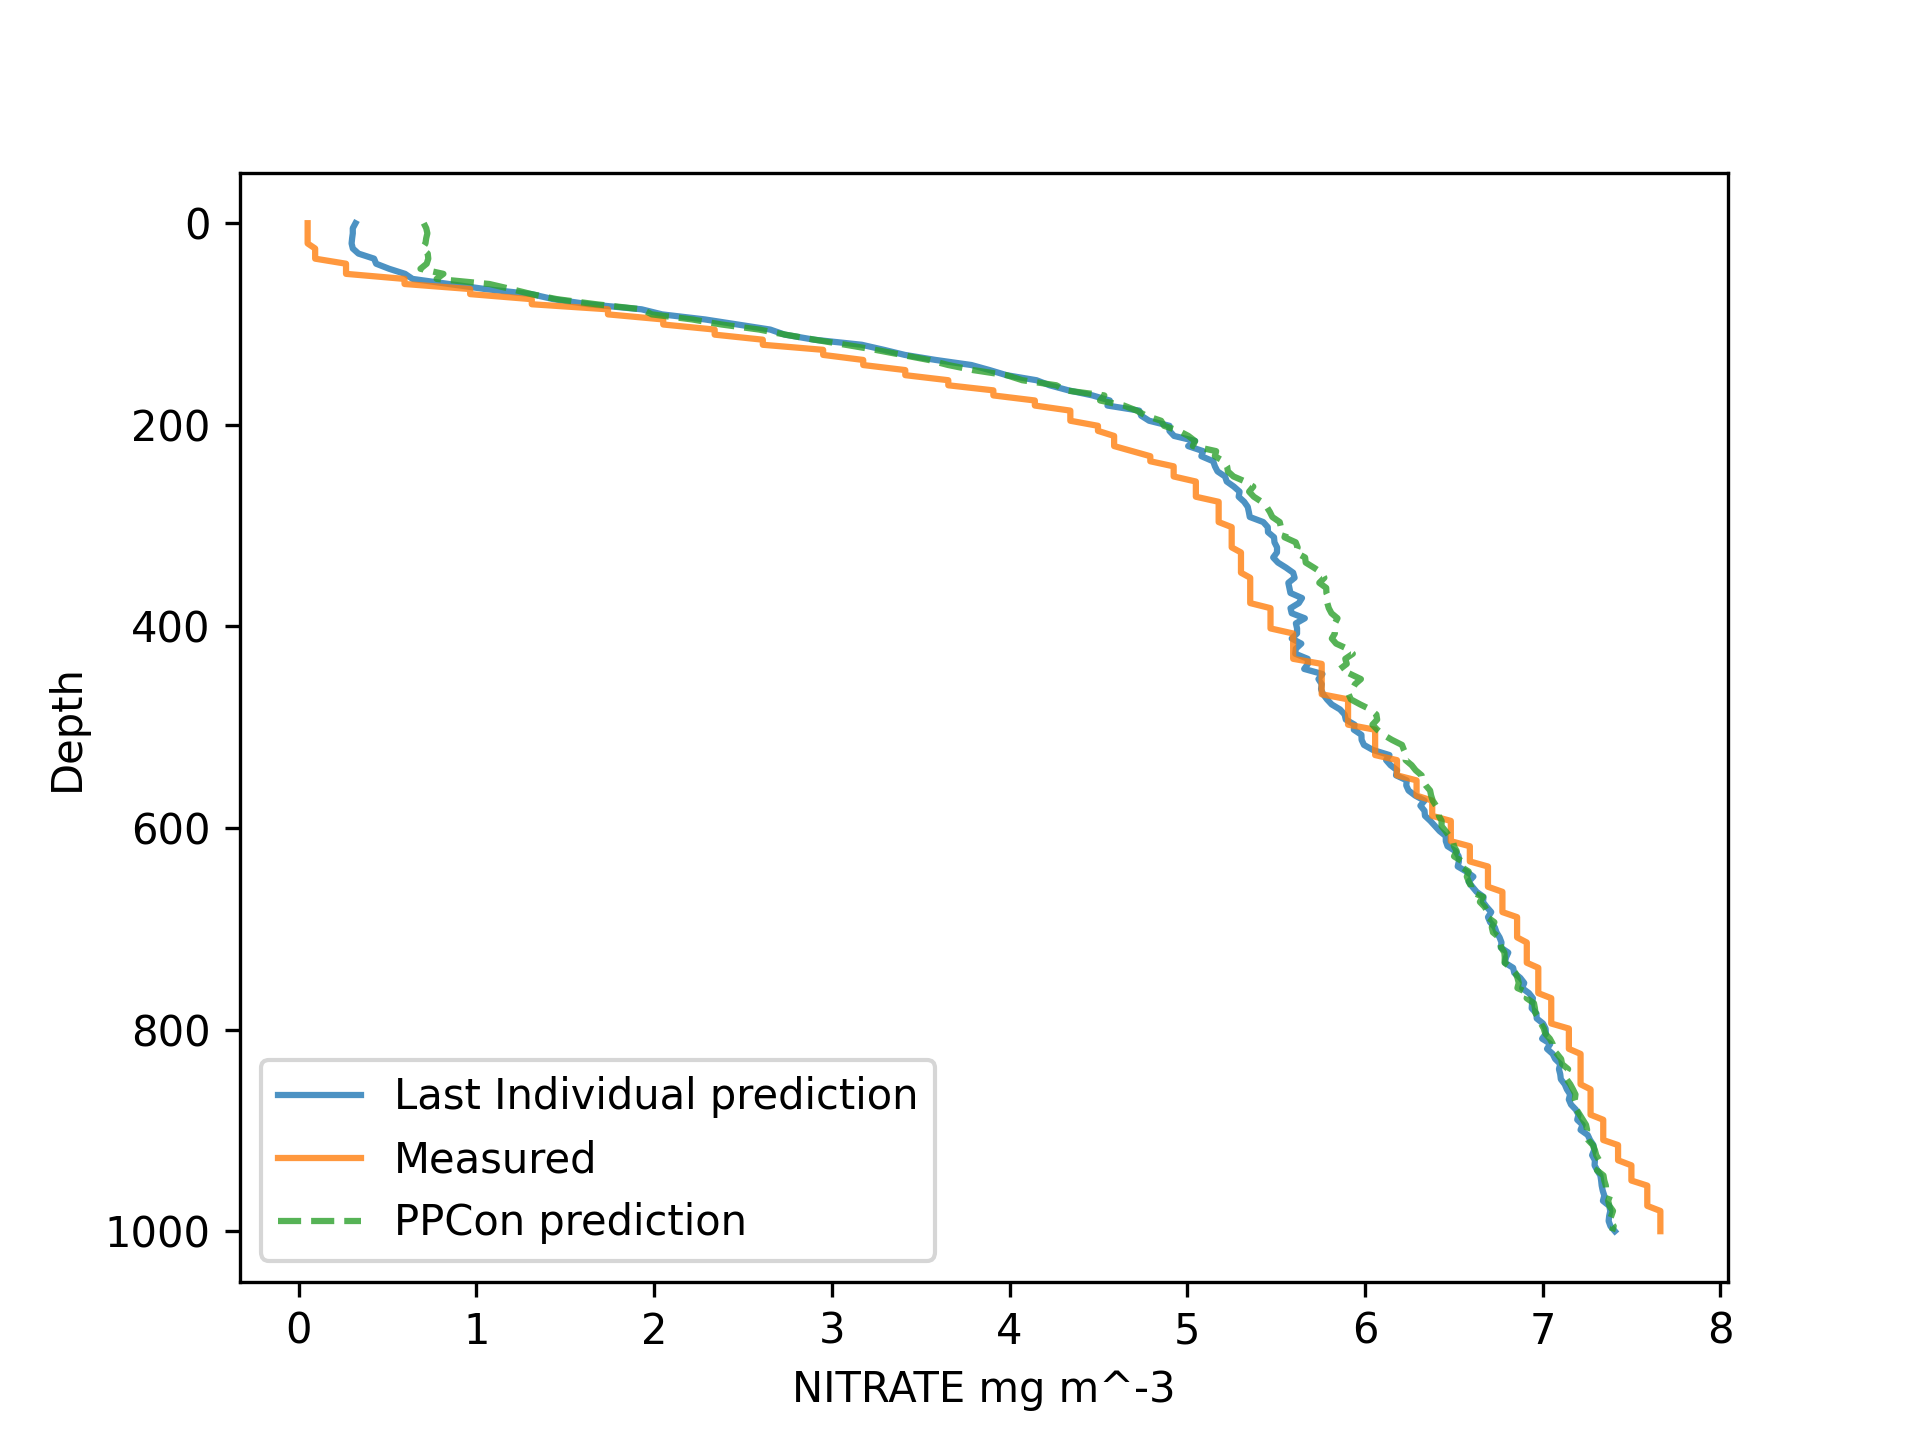 0
200
400
600
800
1000
Depth
Last Individual prediction
Measured
PPCon prediction
0 1 2 3 4 5 6 7 8
NITRATE mg m^-3